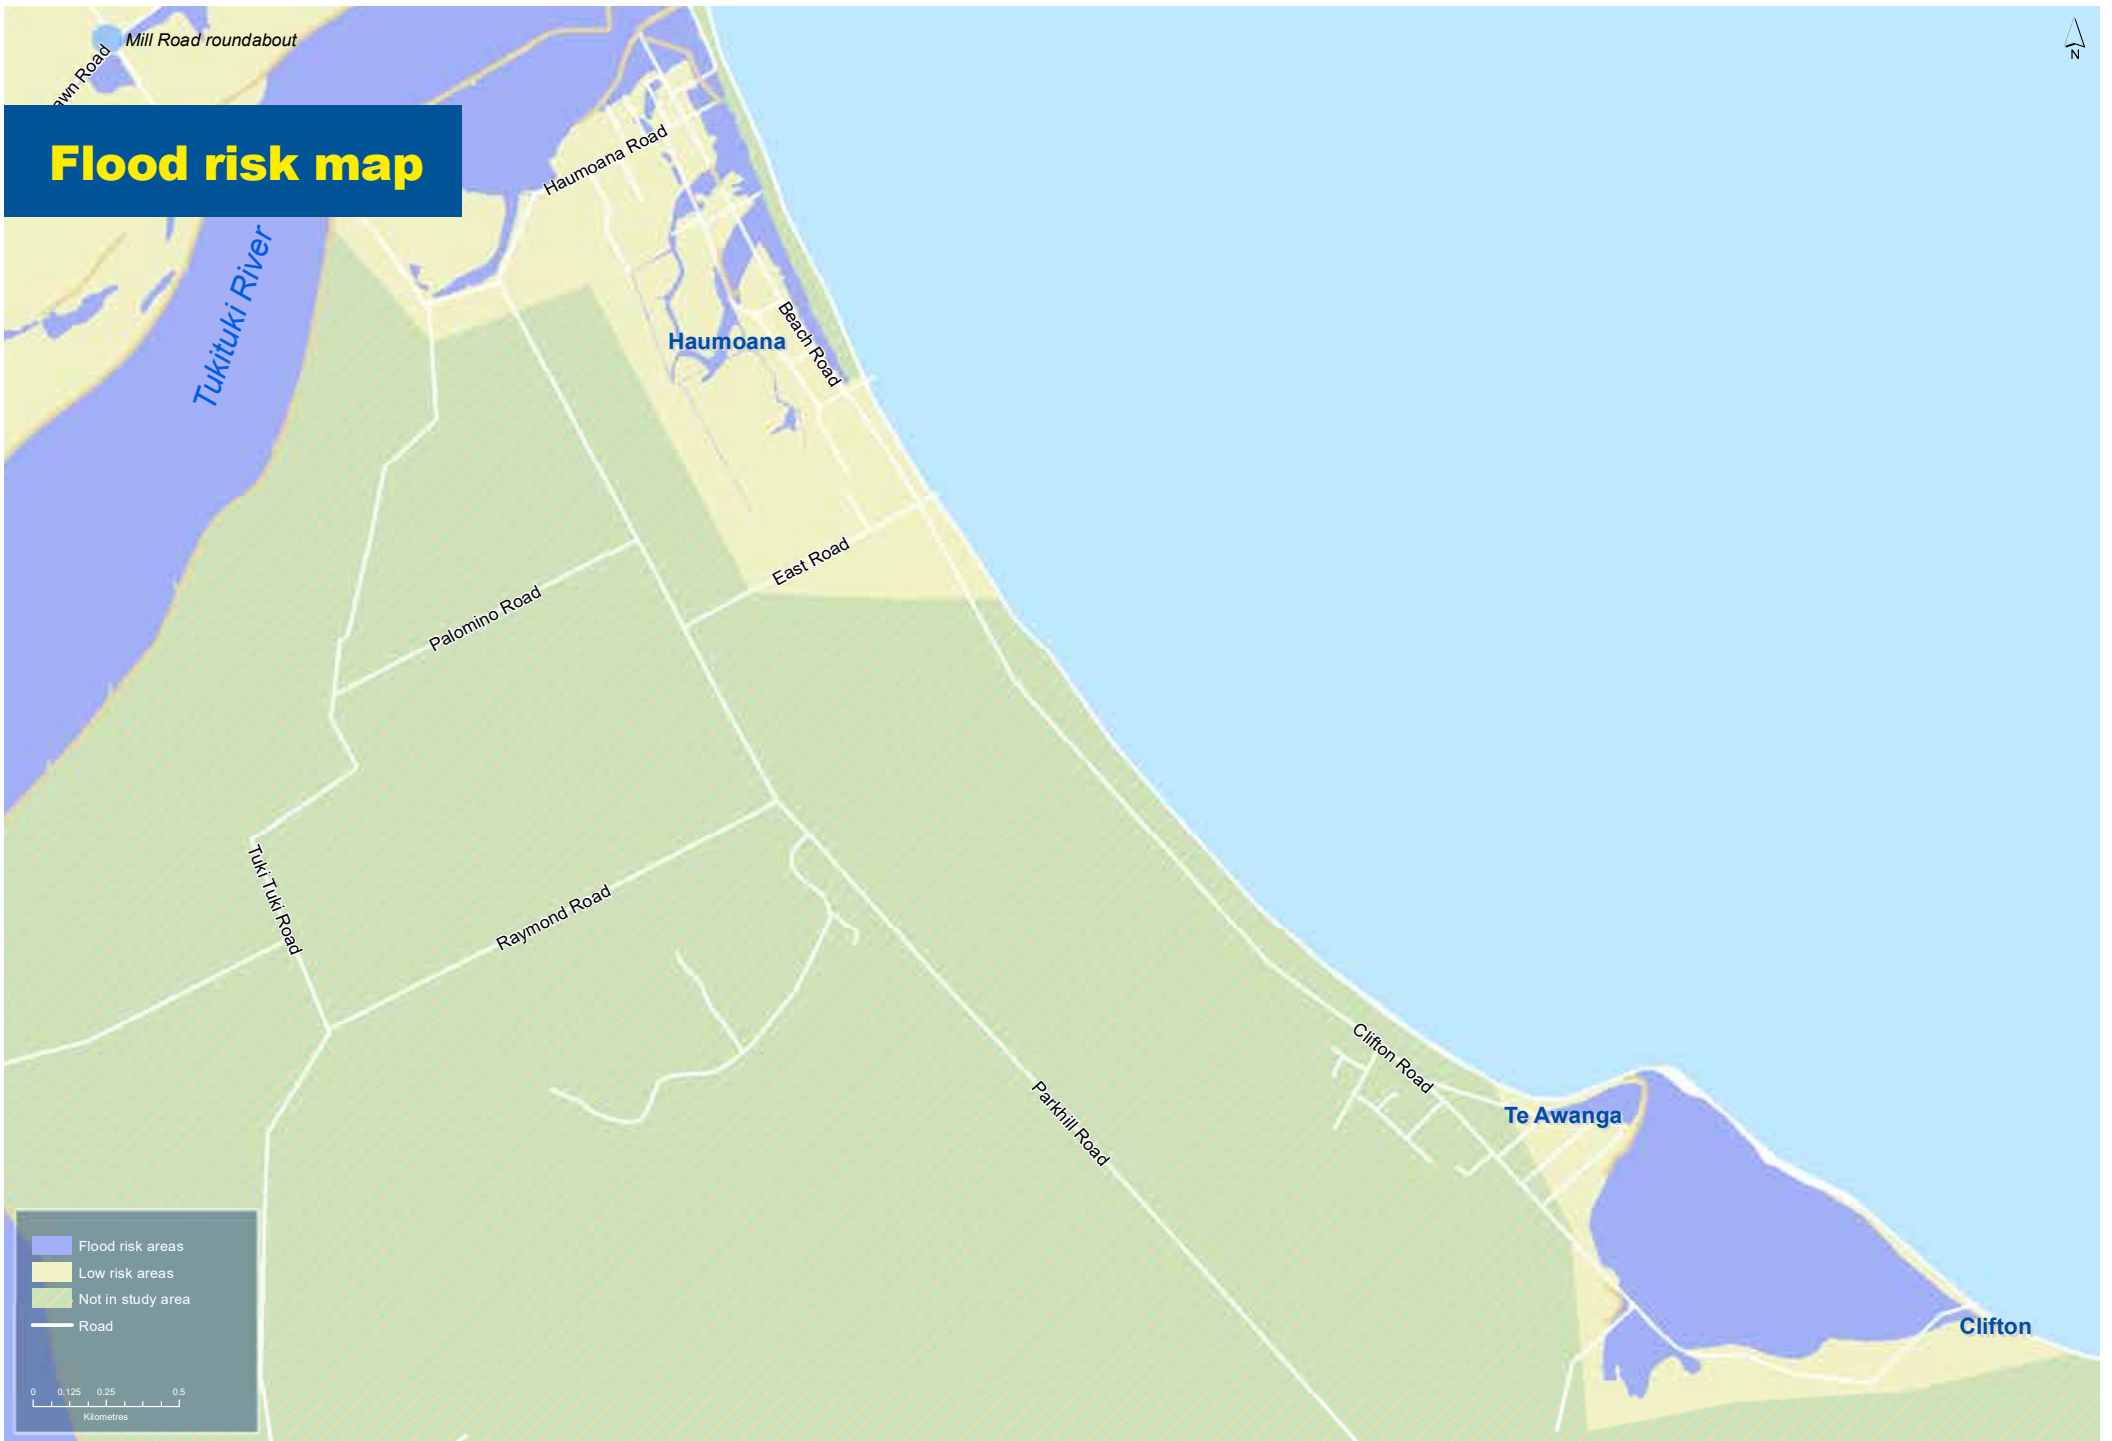 Mill Road roundabout
N
Flood risk map
Haumoana Road
Tukituki River
Haumoana
Beach Road
East Road
Palomino Road
Tuki Tuki Road
Raymond Road
Clifton Road
Parkhill Road
Te Awanga
Clifton
Flood risk areas
Low risk areas
Not in study area
Road
0 0.125 0.25 0.5
Kilometres